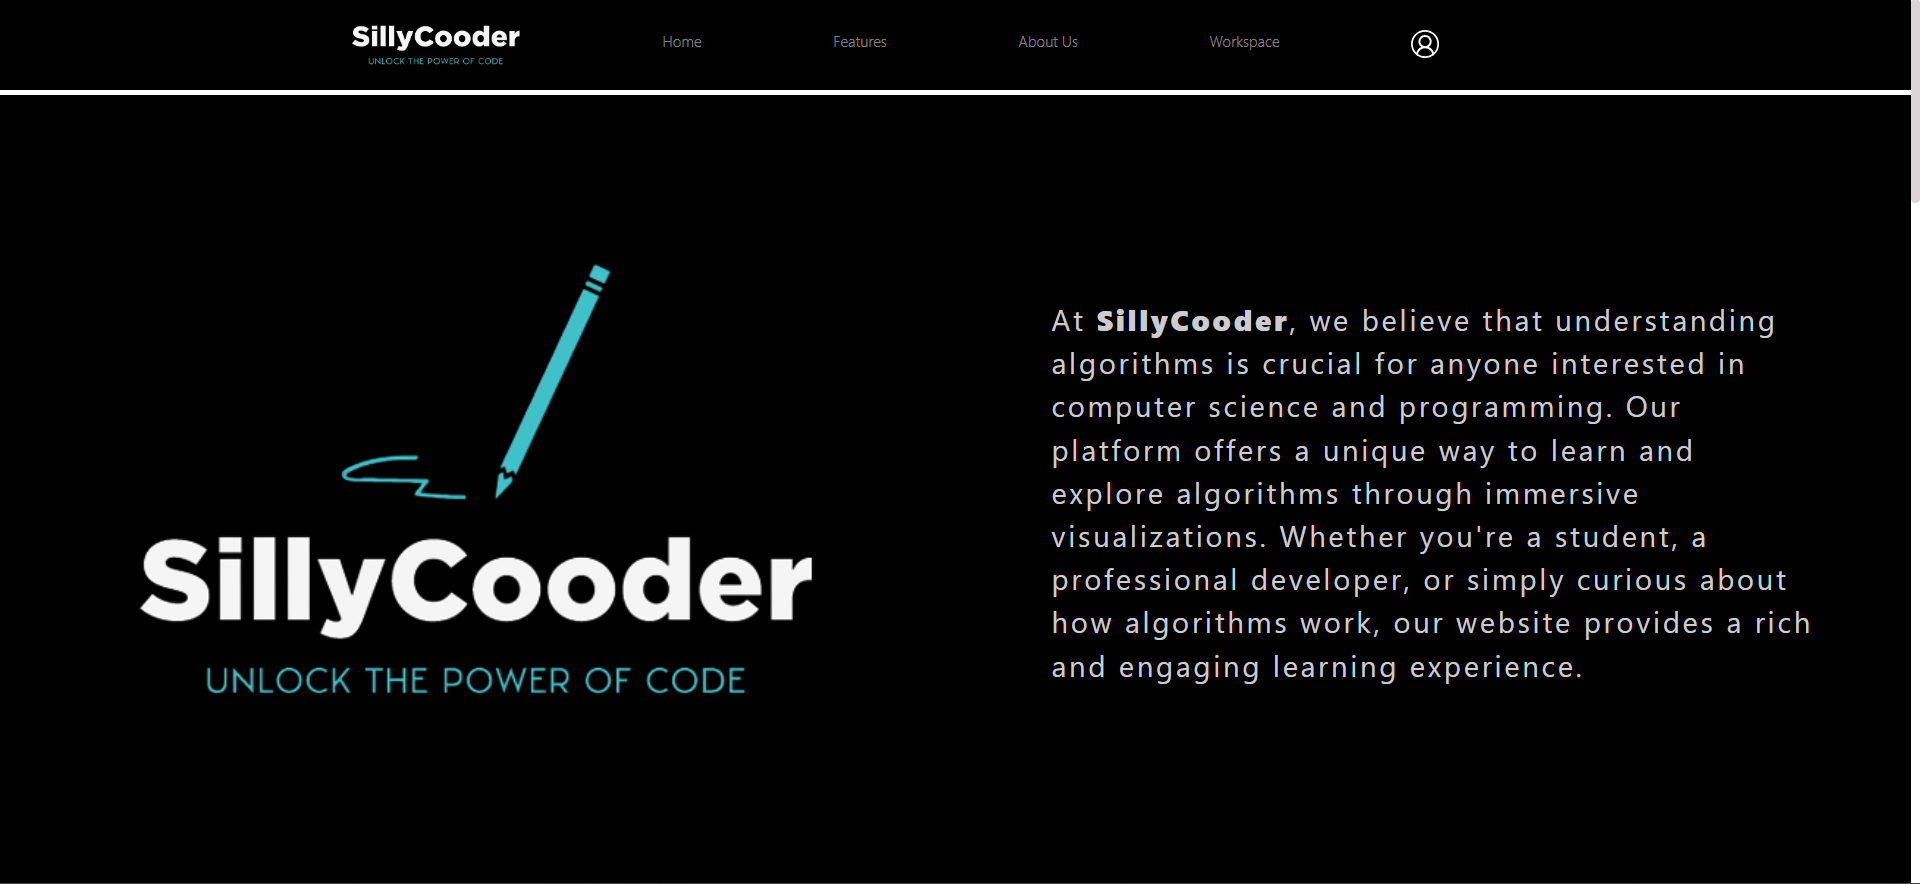 SillyCooder
UNLOCK THE POWER OF CODE
Home
Features
About Us
Workspace
SillyCooder
UNLOCK THE POWER OF CODE
At SillyCooder, we believe that understanding
algorithms is crucial for anyone interested in
computer science and programming. Our
platform offers a unique way to learn and
explore algorithms through immersive
visualizations. Whether you're a student, a
professional developer, or simply curious about
how algorithms work, our website provides a rich
and engaging learning experience.